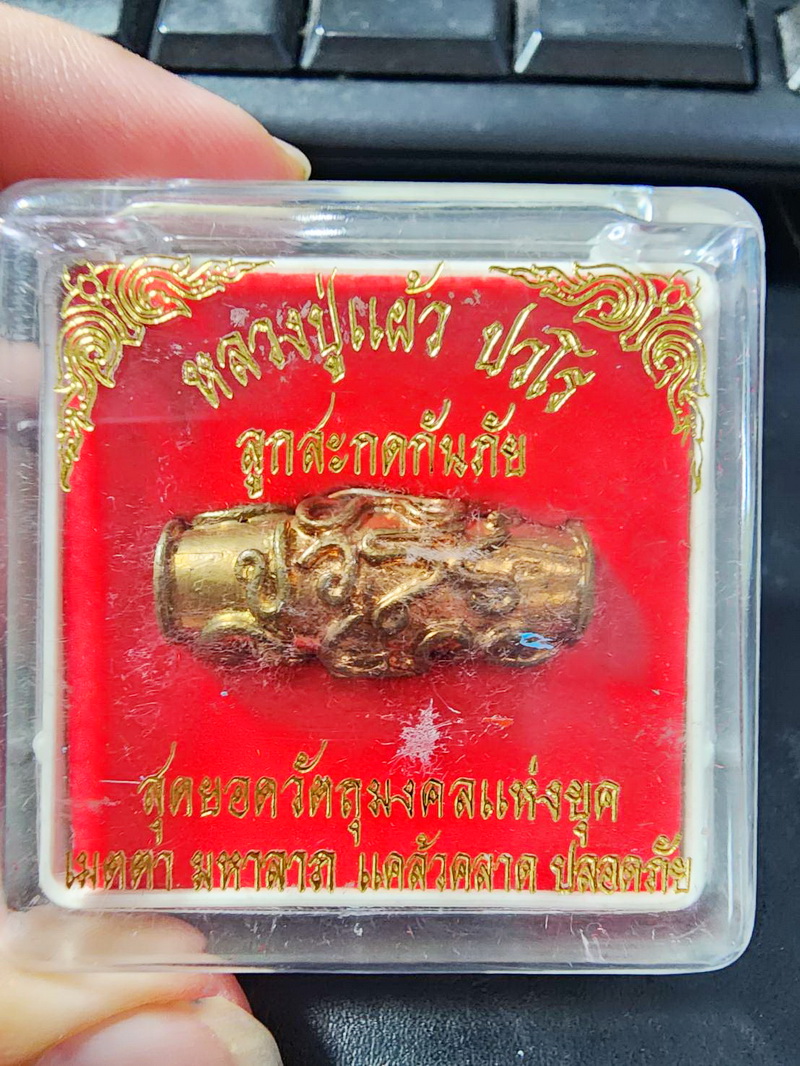 หลวงปู่แผ้ว ปวโร
ลูกสะกดกันภัย
สุดยอดวัตถุมงคลแห่งยุค
เมตตา มหาลาภ แคล้วคลาด ปลอดภัย